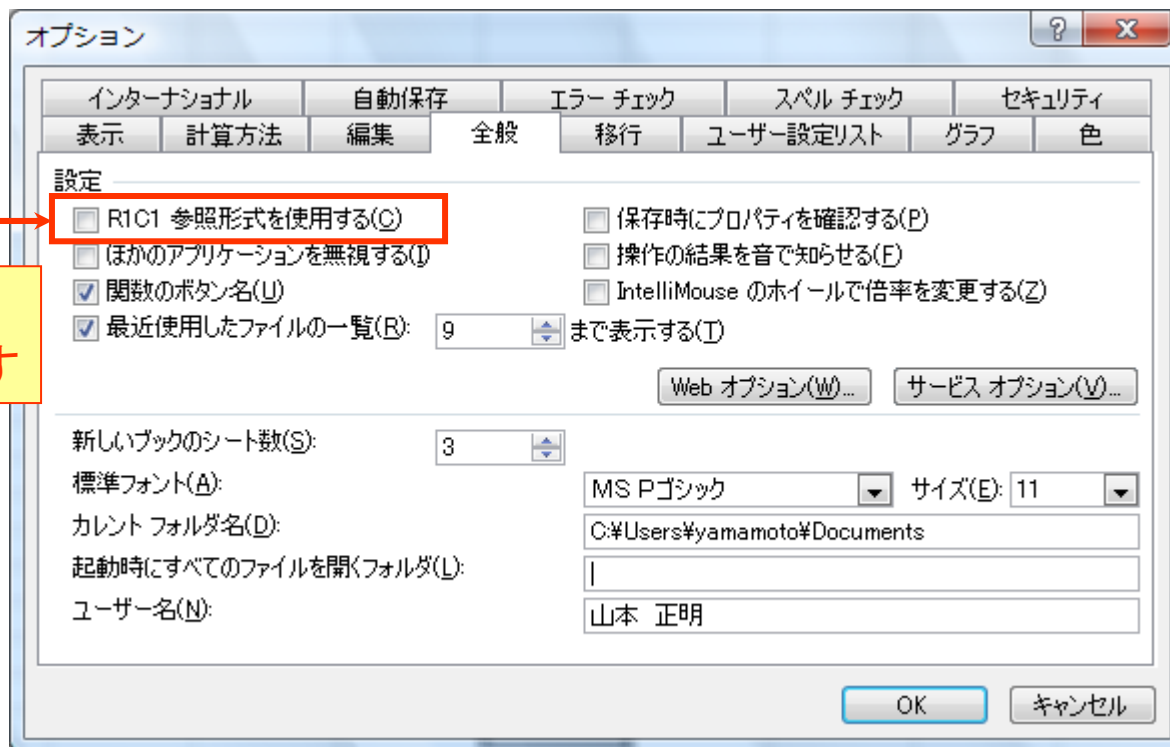 オプション
インターナショナル 自動保存 エラー チェック スペル チェック セキュリティ
表示 計算方法 編集 全般 移行 ユーザー設定リスト グラフ 色
設定
R1C1 参照形式を使用する(C) 保存時にプロパティを確認する(P)
ほかのアプリケーションを無視する(I) 操作の結果を音で知らせる(F)
関数のボタン名(U) IntelliMouse のホイールで倍率を変更する(Z)
最近使用したファイルの一覧(R): 9 まで表示する(T)
す
Web オプション(W)... サービス オプション(V)...
新しいブックのシート数(S): 3
標準フォント(A): MS Pゴシック サイズ(E): 11
カレント フォルダ名(D): C:¥Users¥yamamoto¥Documents
起動時にすべてのファイルを開くフォルダ(L):
ユーザー名(N): 山本 正明
OK キャンセル